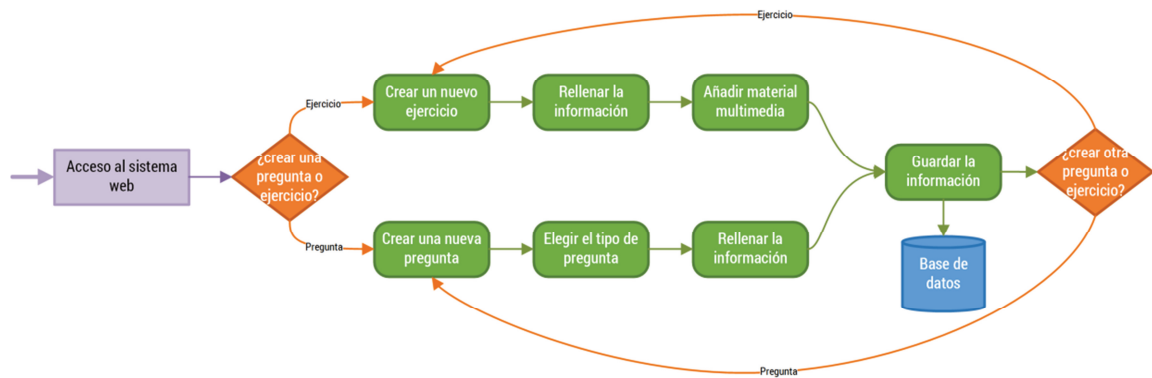 Ejercicio
Crear un nuevo
ejercicio
Rellenar la
información
Añadir material
multimedia
Ejercicio
Acceso al sistema
web
¿crear una
pregunta o
ejercicio?
Guardar la
información
¿crear otra
pregunta o
ejercicio?
Pregunta
Crear una nueva
pregunta
Elegir el tipo de
pregunta
Rellenar la
información
Base de
datos
Pregunta